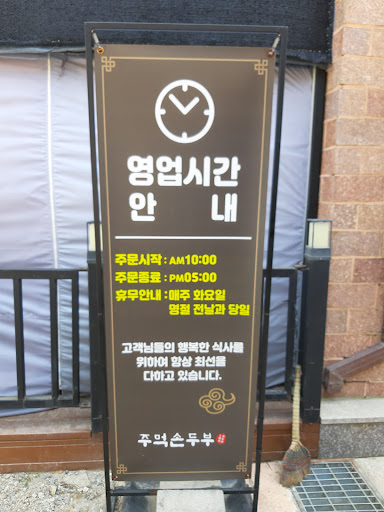 영업시간
안 내
주문시작 : AM10:00
주문종료 : PM05:00
휴무안내 : 매주 화요일
명절 전날과 당일
고객님들의 행복한 식사를
위하여 항상 최선을
다하고 있습니다.
주먹손두부